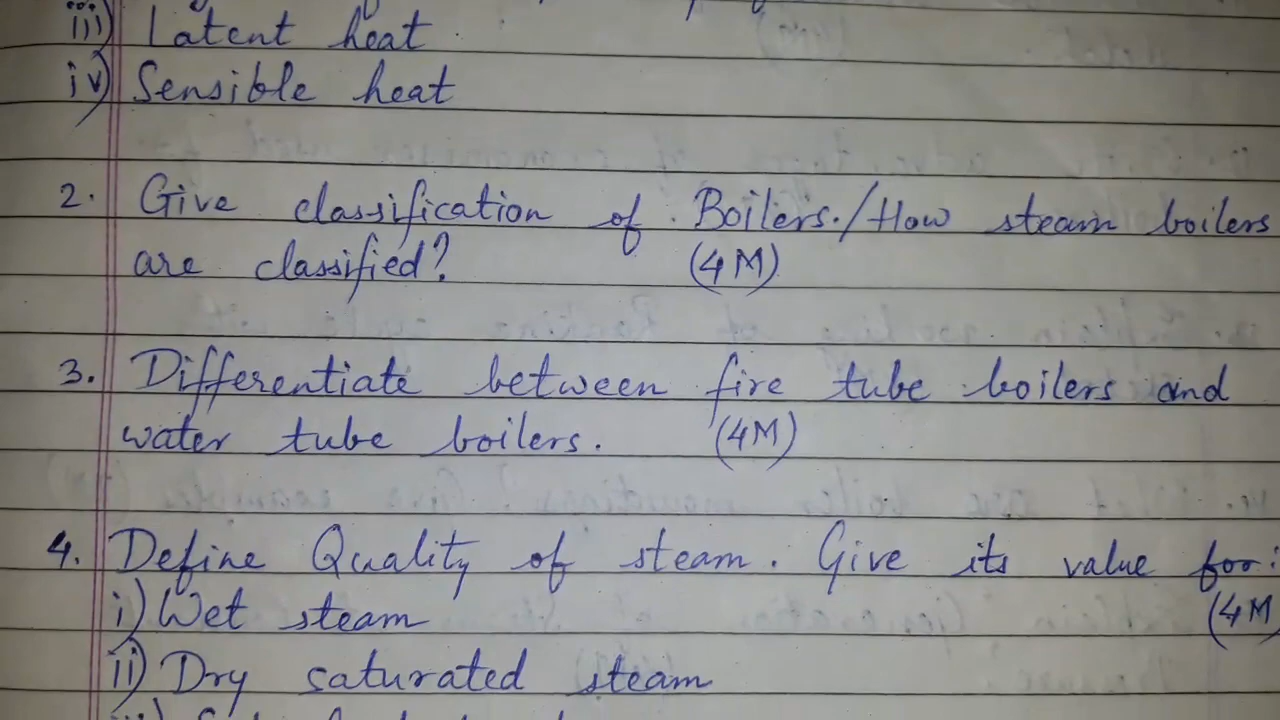 iii) Latent heat
iv) Sensible heat
2. Give classification of Boilers./How steam boilers
are classified? (4M)
3. Differentiate between fire tube boilers and
water tube boilers. (4M)
4. Define Quality of steam. Give its value for:
i) Wet steam (4M
ii) Dry saturated steam